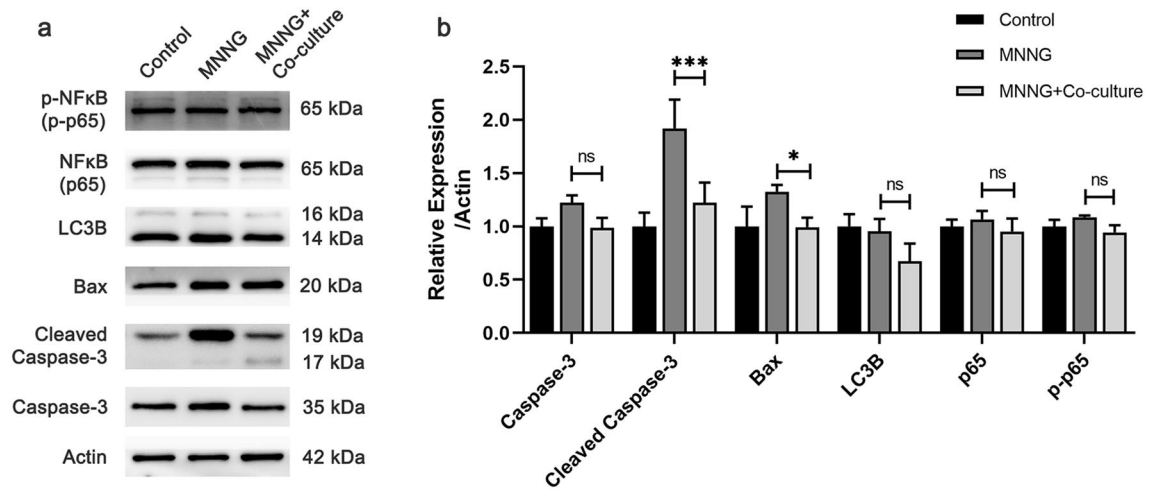 a
Control
MNNG
MNNG+
Co-culture
p-NFκB
(p-p65)
65 kDa
NFκB
(p65)
65 kDa
LC3B
16 kDa
14 kDa
Bax
20 kDa
Cleaved
Caspase-3
19 kDa
17 kDa
Caspase-3
35 kDa
Actin
42 kDa
b
Control
MNNG
MNNG+Co-culture
Relative Expression
/Actin
2.5
2.0
1.5
1.0
0.5
0.0
ns
***
*
ns
ns
ns
Caspase-3
Cleaved Caspase-3
Bax
LC3B
p65
p-p65